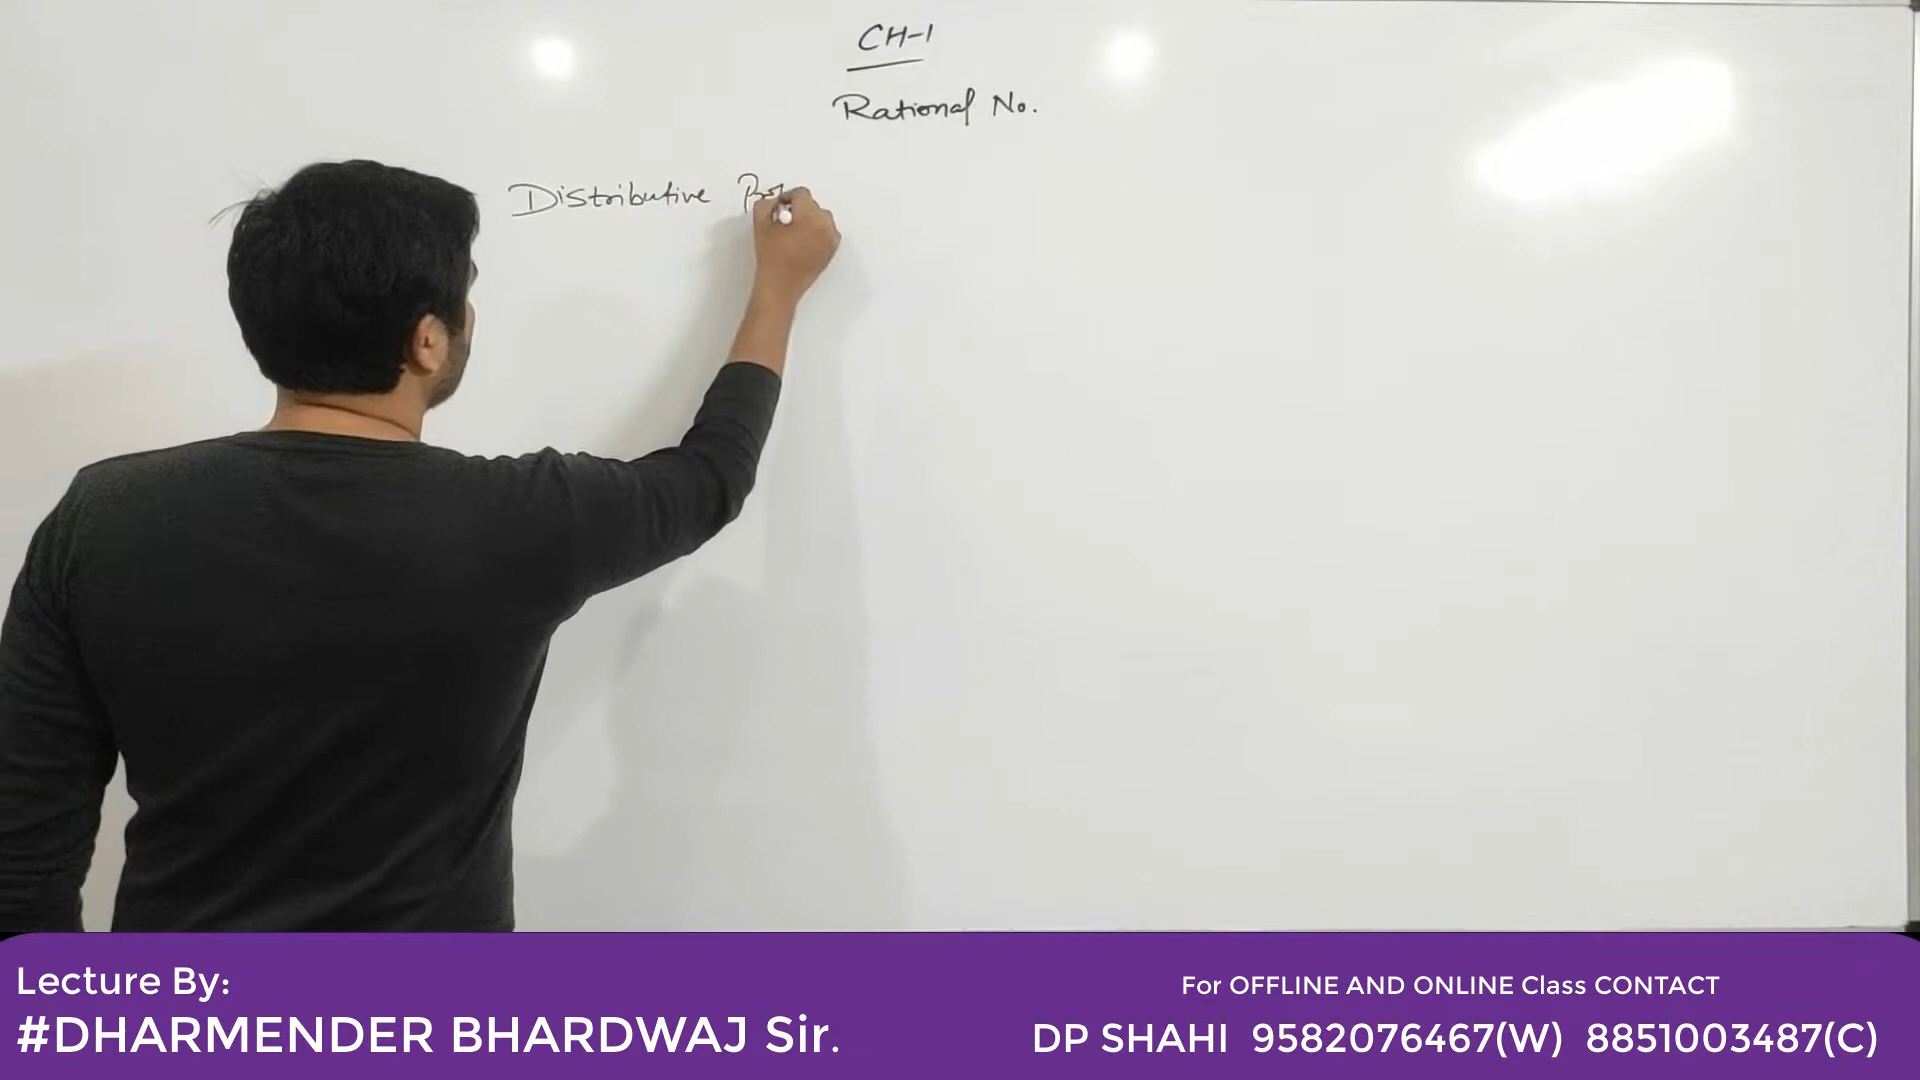 CH-1
Rational No.
Distributive
Lecture By:
#DHARMENDER BHARDWAJ Sir.
For OFFLINE AND ONLINE Class CONTACT
DP SHAHI 9582076467(W) 8851003487(C)